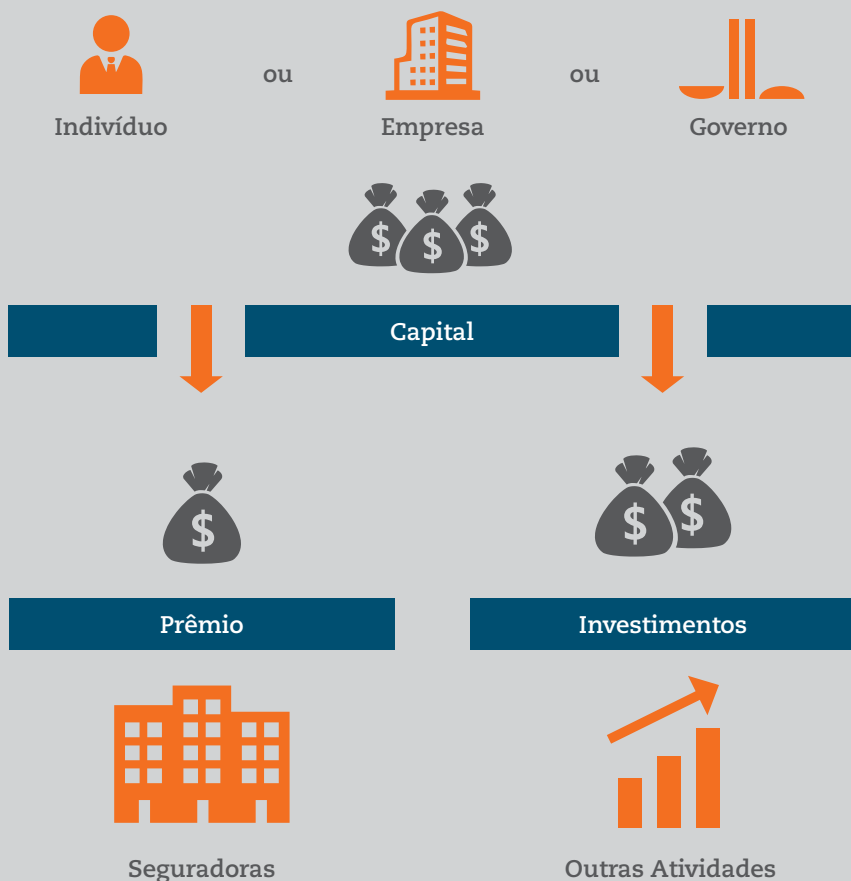 ou
ou
Indivíduo
Empresa
Governo
$ $ $
Capital
$
$ $
Prêmio
Investimentos
Seguradoras
Outras Atividades